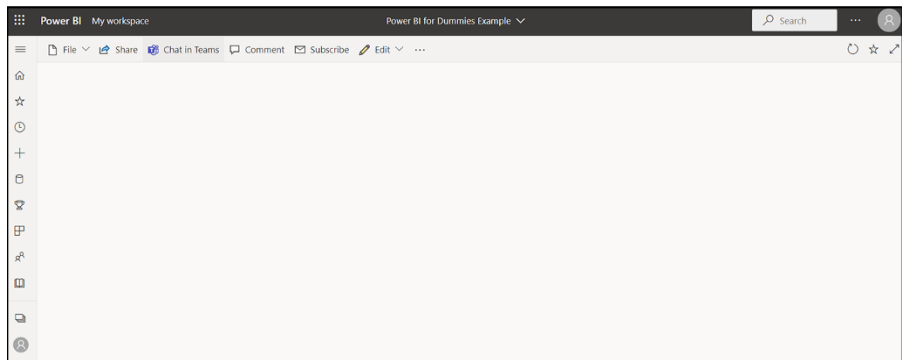 Power BI My workspace Power BI for Dummies Example Search ...
File Share Chat in Teams Comment Subscribe Edit ...